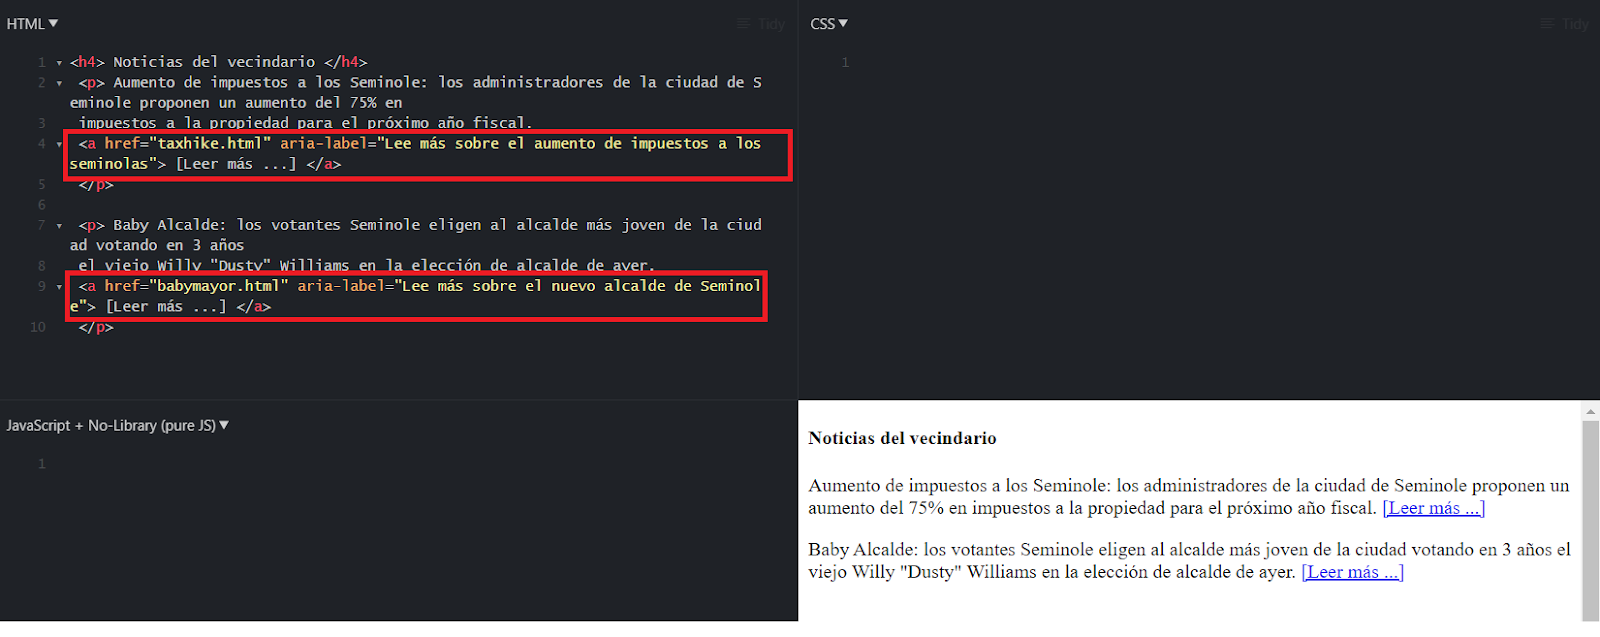 HTML▼
Tidy
1 ▾ <h4> Noticias del vecindario </h4>
2 ▾ <p> Aumento de impuestos a los Seminole: los administradores de la ciudad de S
eminole proponen un aumento del 75% en
3 impuestos a la propiedad para el próximo año fiscal.
4 ▾ <a href="taxhike.html" aria-label="Lee más sobre el aumento de impuestos a los
seminolas"> [Leer más ...] </a>
5 </p>
6
7 ▾ <p> Baby Alcalde: los votantes Seminole eligen al alcalde más joven de la ciud
ad votando en 3 años
8 el viejo Willy "Dusty" Williams en la elección de alcalde de ayer.
9 ▾ <a href="babymayor.html" aria-label="Lee más sobre el nuevo alcalde de Seminol
e"> [Leer más ...] </a>
10 </p>
CSS▼
Tidy
1
JavaScript + No-Library (pure JS)▼
1
Noticias del vecindario
Aumento de impuestos a los Seminole: los administradores de la ciudad de Seminole proponen un
aumento del 75% en impuestos a la propiedad para el próximo año fiscal. [Leer más ...]
Baby Alcalde: los votantes Seminole eligen al alcalde más joven de la ciudad votando en 3 años el
viejo Willy "Dusty" Williams en la elección de alcalde de ayer. [Leer más ...]